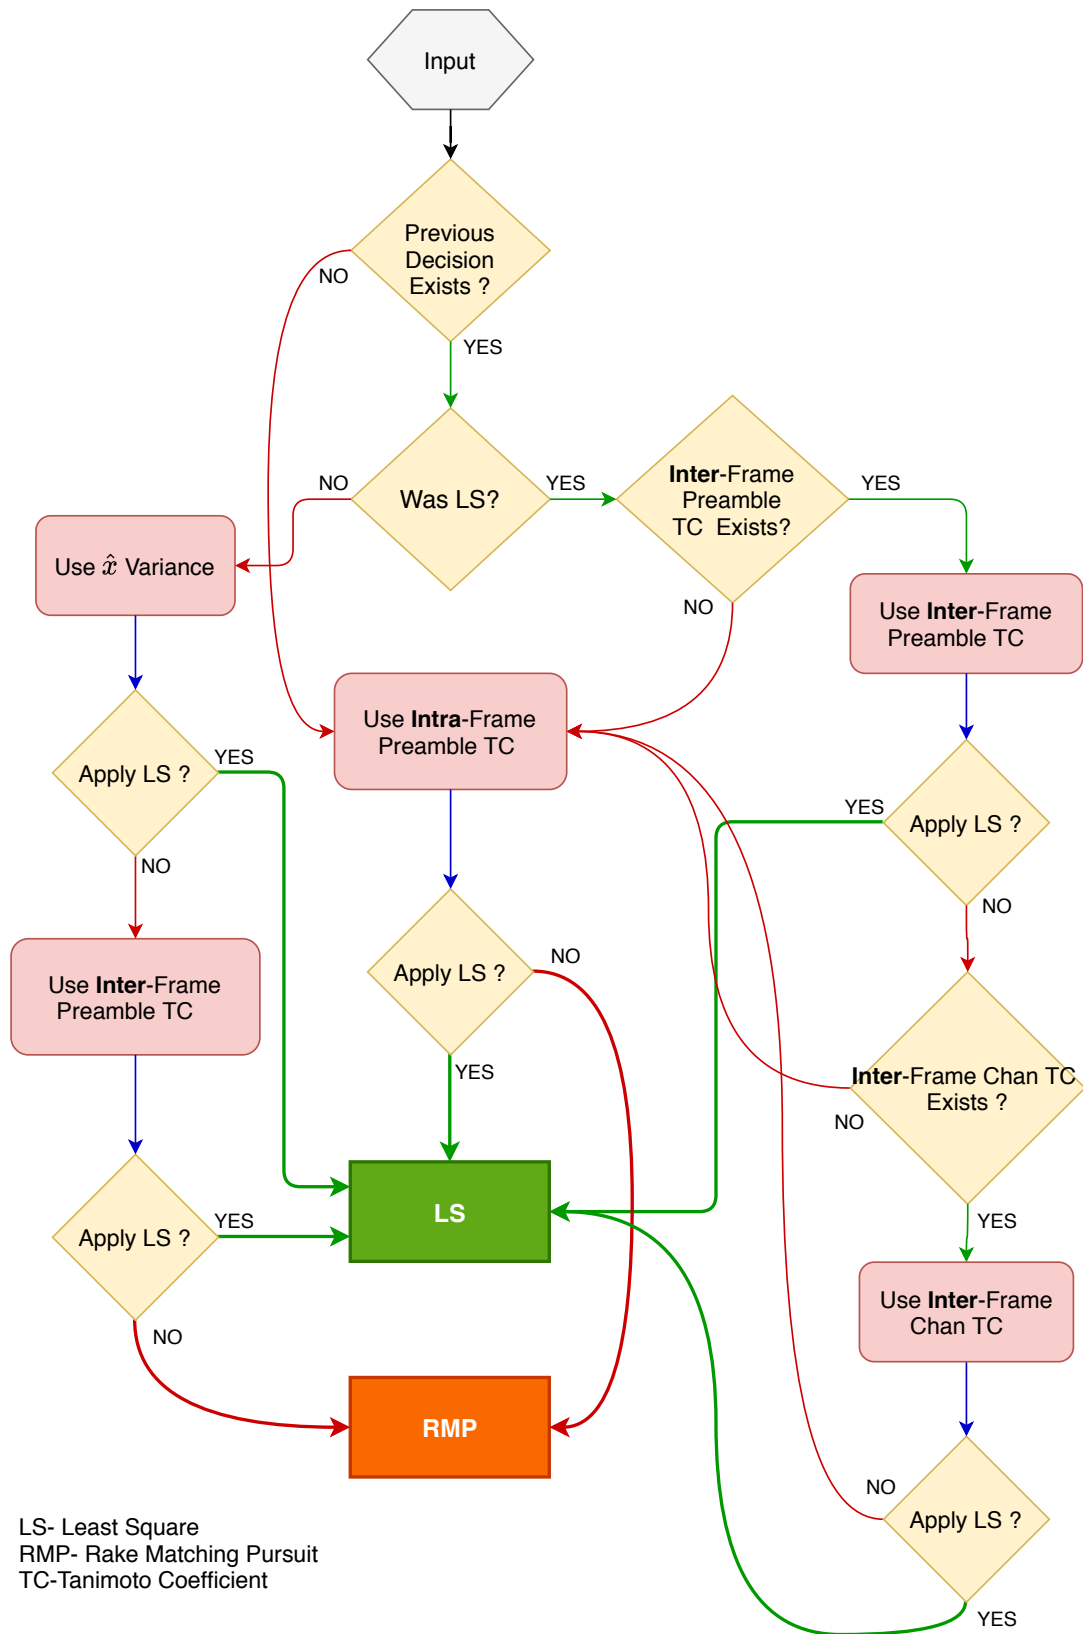 Input
Previous
Decision
Exists ?
NO
YES
Was LS?
NO
YES
Inter-Frame
Preamble
TC Exists?
YES
NO
Use x̂ Variance
Use Inter-Frame
Preamble TC
Use Intra-Frame
Preamble TC
Apply LS ?
YES
NO
Apply LS ?
YES
NO
Apply LS ?
NO
YES
Use Inter-Frame
Preamble TC
Inter-Frame Chan TC
Exists ?
NO
YES
LS
Apply LS ?
YES
NO
Use Inter-Frame
Chan TC
RMP
Apply LS ?
NO
YES
LS- Least Square
RMP- Rake Matching Pursuit
TC-Tanimoto Coefficient